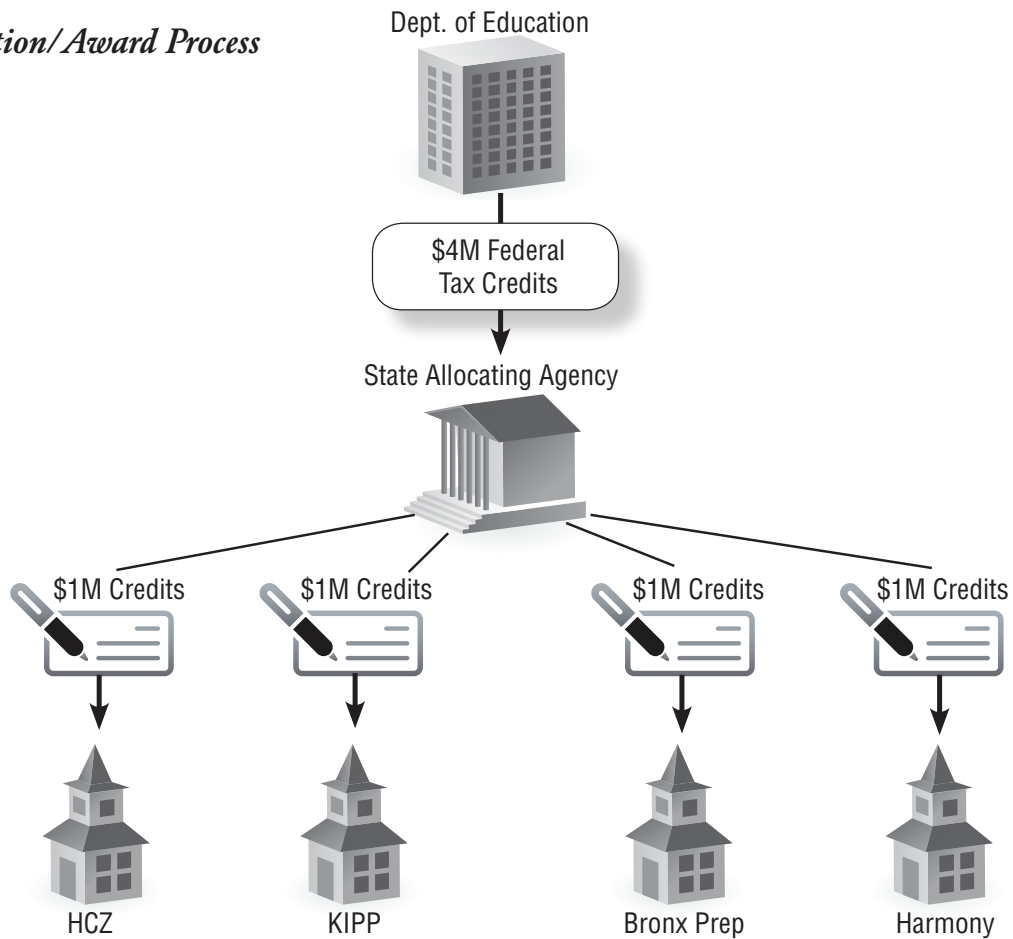 tion/Award Process
Dept. of Education
$4M Federal
Tax Credits
State Allocating Agency
$1M Credits
$1M Credits
$1M Credits
$1M Credits
HCZ
KIPP
Bronx Prep
Harmony